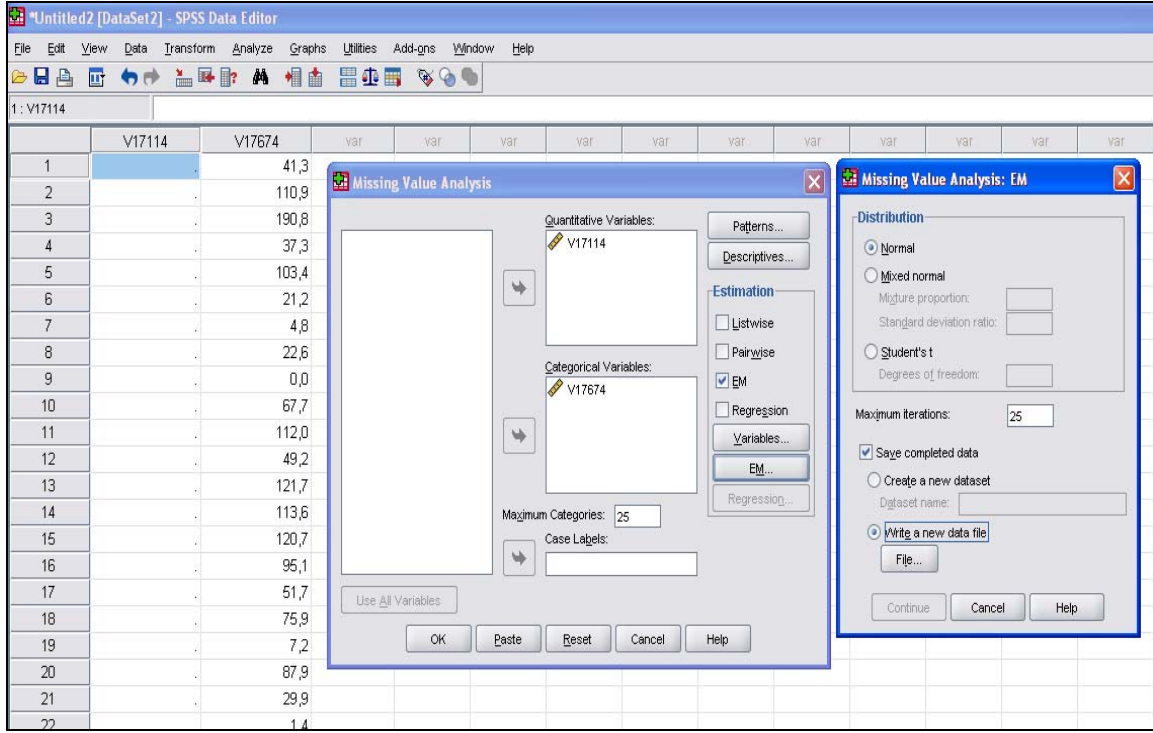 *Untitled2 [DataSet2] - SPSS Data Editor
File Edit View Data Transform Analyze Graphs Utilities Add-ons Window Help
1 : V17114
V17114 V17674 var var var var var var var var var var var
1 . 41,3
2 . 110,9
3 . 190,8
4 . 37,3
5 . 103,4
6 . 21,2
7 . 4,8
8 . 22,6
9 . 0,0
10 . 67,7
11 . 112,0
12 . 49,2
13 . 121,7
14 . 113,6
15 . 120,7
16 . 95,1
17 . 51,7
18 . 75,9
19 . 7,2
20 . 87,9
21 . 29,9
22 . 1,4
Missing Value Analysis
Quantitative Variables:
V17114
Categorical Variables:
V17674
Maximum Categories: 25
Case Labels:
Use All Variables
Patterns...
Descriptives...
Estimation
Listwise
Pairwise
EM
Regression
Variables...
EM...
Regression...
OK Paste Reset Cancel Help
Missing Value Analysis: EM
Distribution
Normal
Mixed normal
Mixture proportion:
Standard deviation ratio:
Student's t
Degrees of freedom:
Maximum iterations: 25
Save completed data
Create a new dataset
Dataset name:
Write a new data file
File...
Continue Cancel Help